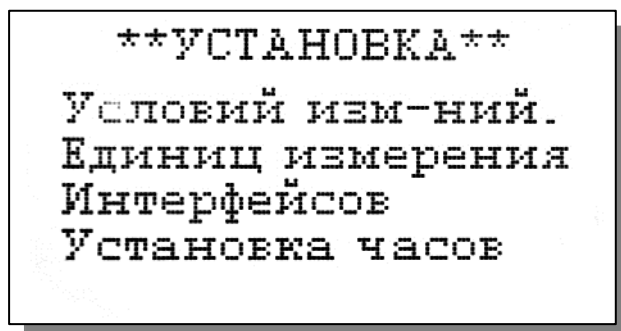 **УСТАНОВКА**
Условий изм-ний.
Единиц измерения
Интерфейсов
Установка часов